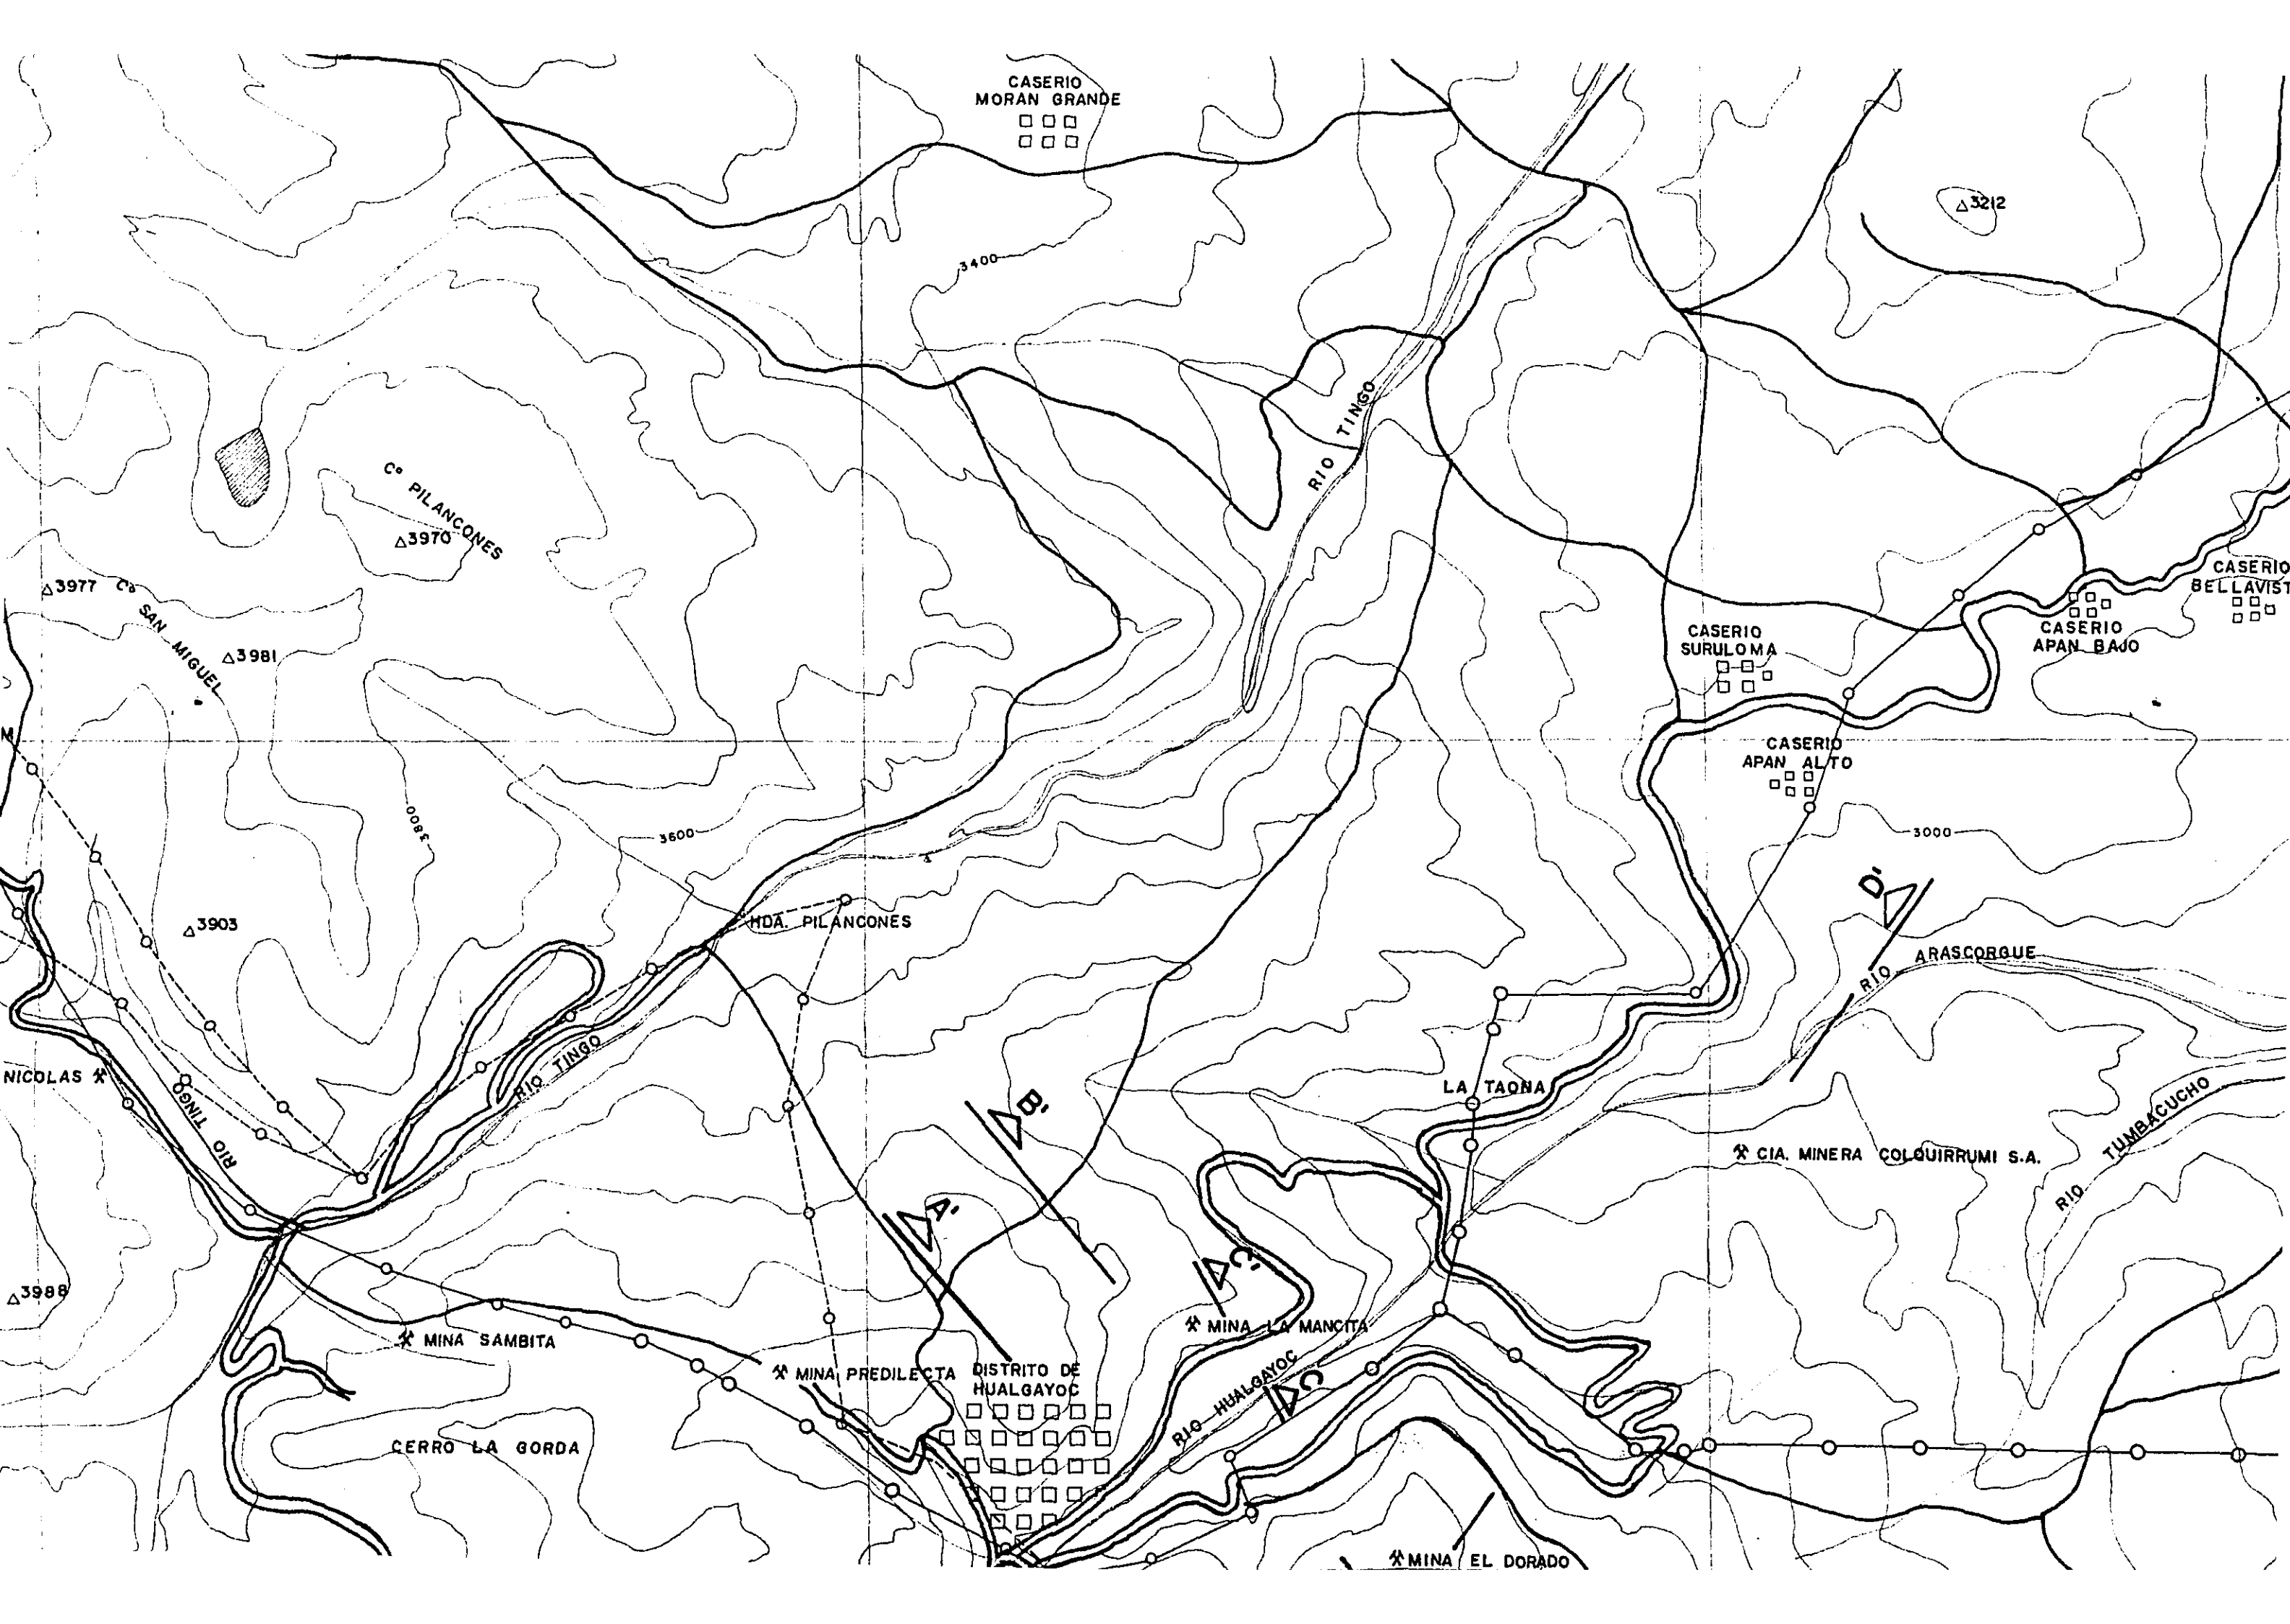 CASERIO
MORAN GRANDE
3212
3400
RIO TINGO
Cº PILANCONES
3970
3977
Cº SAN MIGUEL
3981
CASERIO
BELLAVIST
CASERIO
APAN BAJO
CASERIO
SURULOMA
M
CASERIO
APAN ALTO
3800
3600
3000
D'
3903
HDA. PILANCONES
RIO ARASCORGUE
NICOLAS
RIO TINGO
RIO TINGO
LA TAONA
B'
CIA. MINERA COLQUIRRUMI S.A.
RIO TUMBACUCHO
A'
C'
3988
MINA SAMBITA
MINA LA MANCITA
MINA PREDILECTA
DISTRITO DE
HUALGAYOC
RIO HUALGAYOC
C
CERRO LA GORDA
MINA EL DORADO